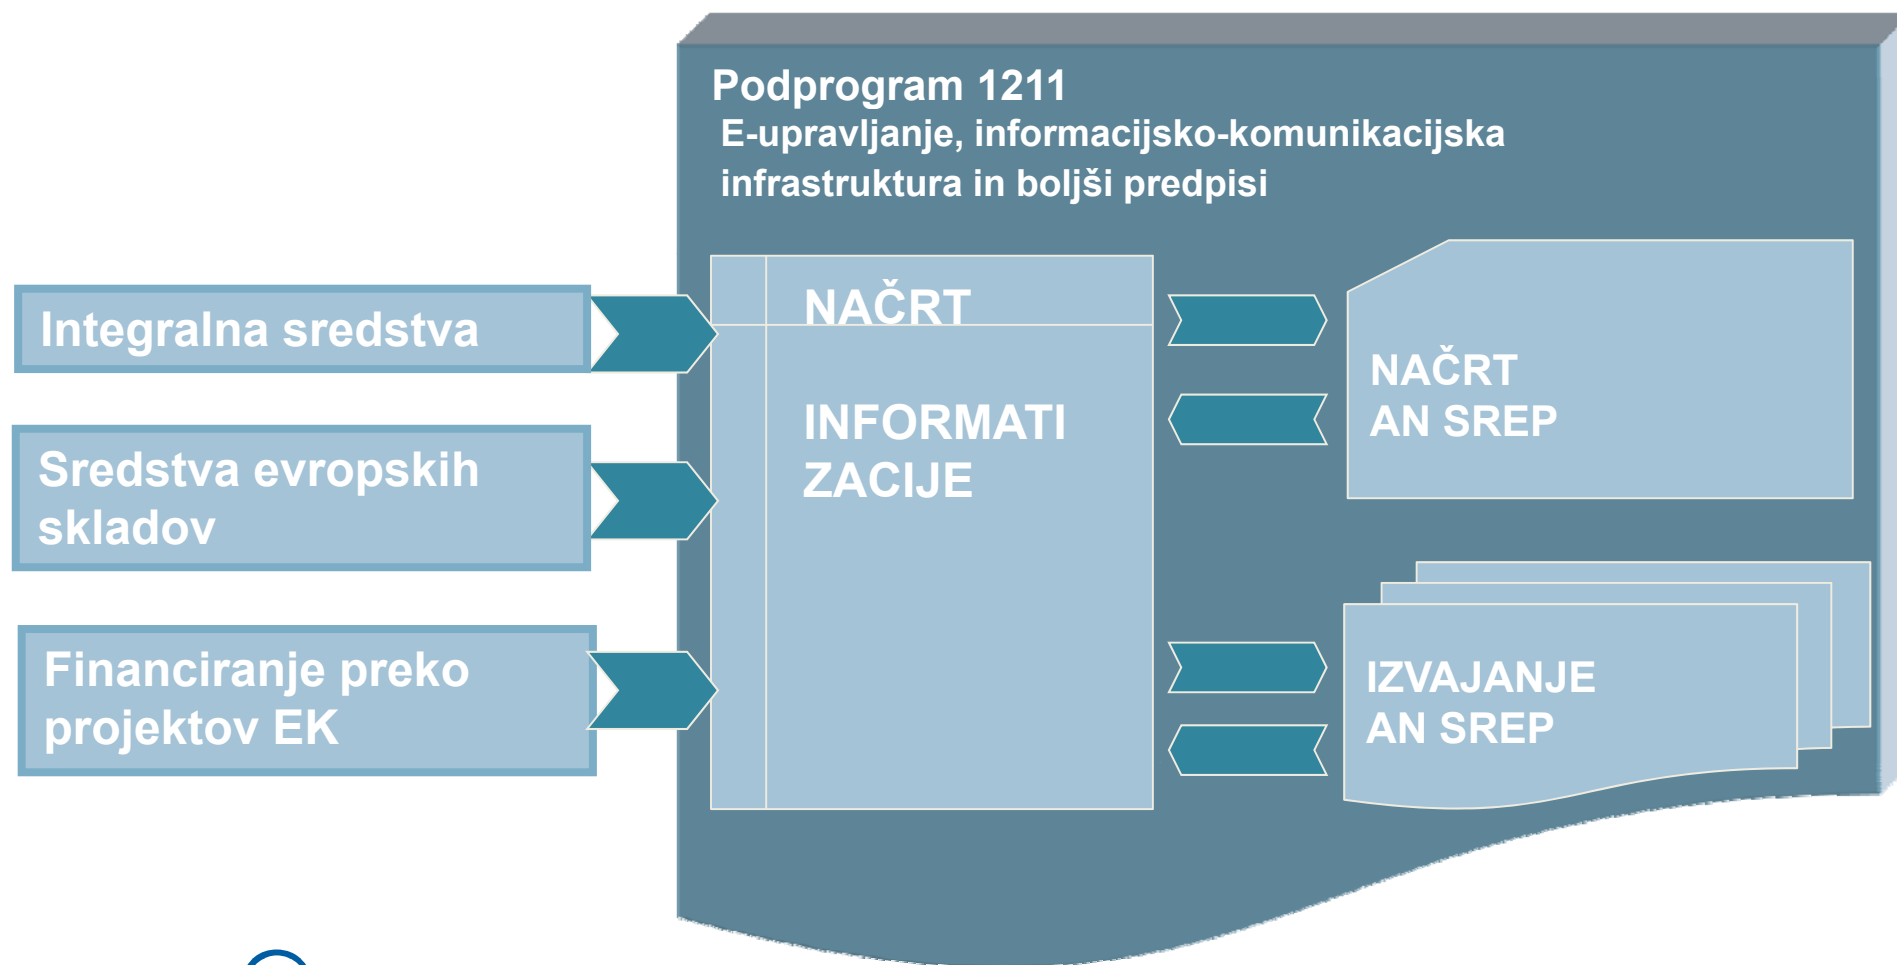 Podprogram 1211
E-upravljanje, informacijsko-komunikacijska
infrastruktura in boljši predpisi
Integralna sredstva
Sredstva evropskih
skladov
Financiranje preko
projektov EK
NAČRT
INFORMATI
ZACIJE
NAČRT
AN SREP
IZVAJANJE
AN SREP